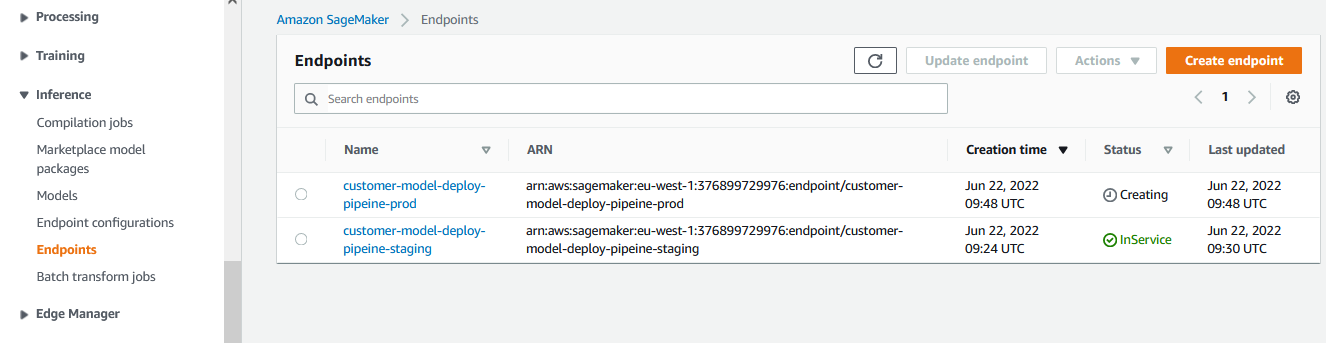 Processing
Training
Inference
Compilation jobs
Marketplace model
packages
Models
Endpoint configurations
Endpoints
Batch transform jobs
Edge Manager
Amazon SageMaker > Endpoints
Endpoints
Update endpoint
Actions
Create endpoint
Search endpoints
1
Name ARN Creation time Status Last updated
customer-model-deploy- arn:aws:sagemaker:eu-west-1:376899729976:endpoint/customer- Jun 22, 2022 Creating Jun 22, 2022
pipeine-prod model-deploy-pipeine-prod 09:48 UTC 09:48 UTC
customer-model-deploy- arn:aws:sagemaker:eu-west-1:376899729976:endpoint/customer- Jun 22, 2022 InService Jun 22, 2022
pipeine-staging model-deploy-pipeine-staging 09:24 UTC 09:30 UTC